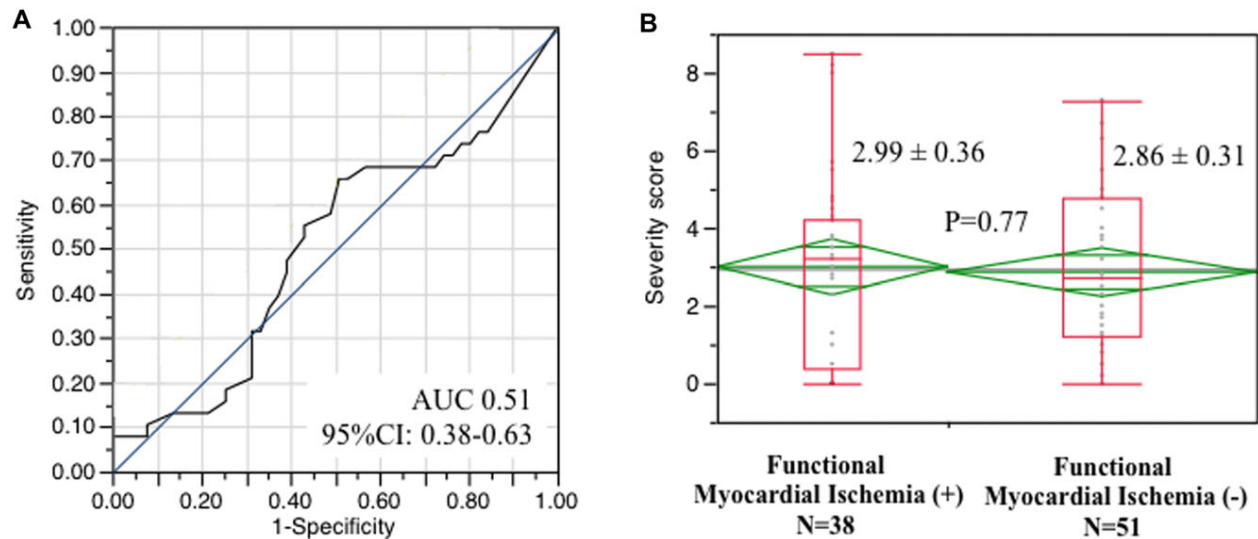 A
1.00
0.90
0.80
0.70
0.60
0.50
0.40
0.30
0.20
0.10
0.00
Sensitivity
0.00
0.20
0.40
0.60
0.80
1.00
1-Specificity
AUC 0.51
95%CI: 0.38-0.63
B
8
6
4
2
0
Severity score
2.99 ± 0.36
2.86 ± 0.31
P=0.77
Functional
Myocardial Ischemia (+)
N=38
Functional
Myocardial Ischemia (-)
N=51